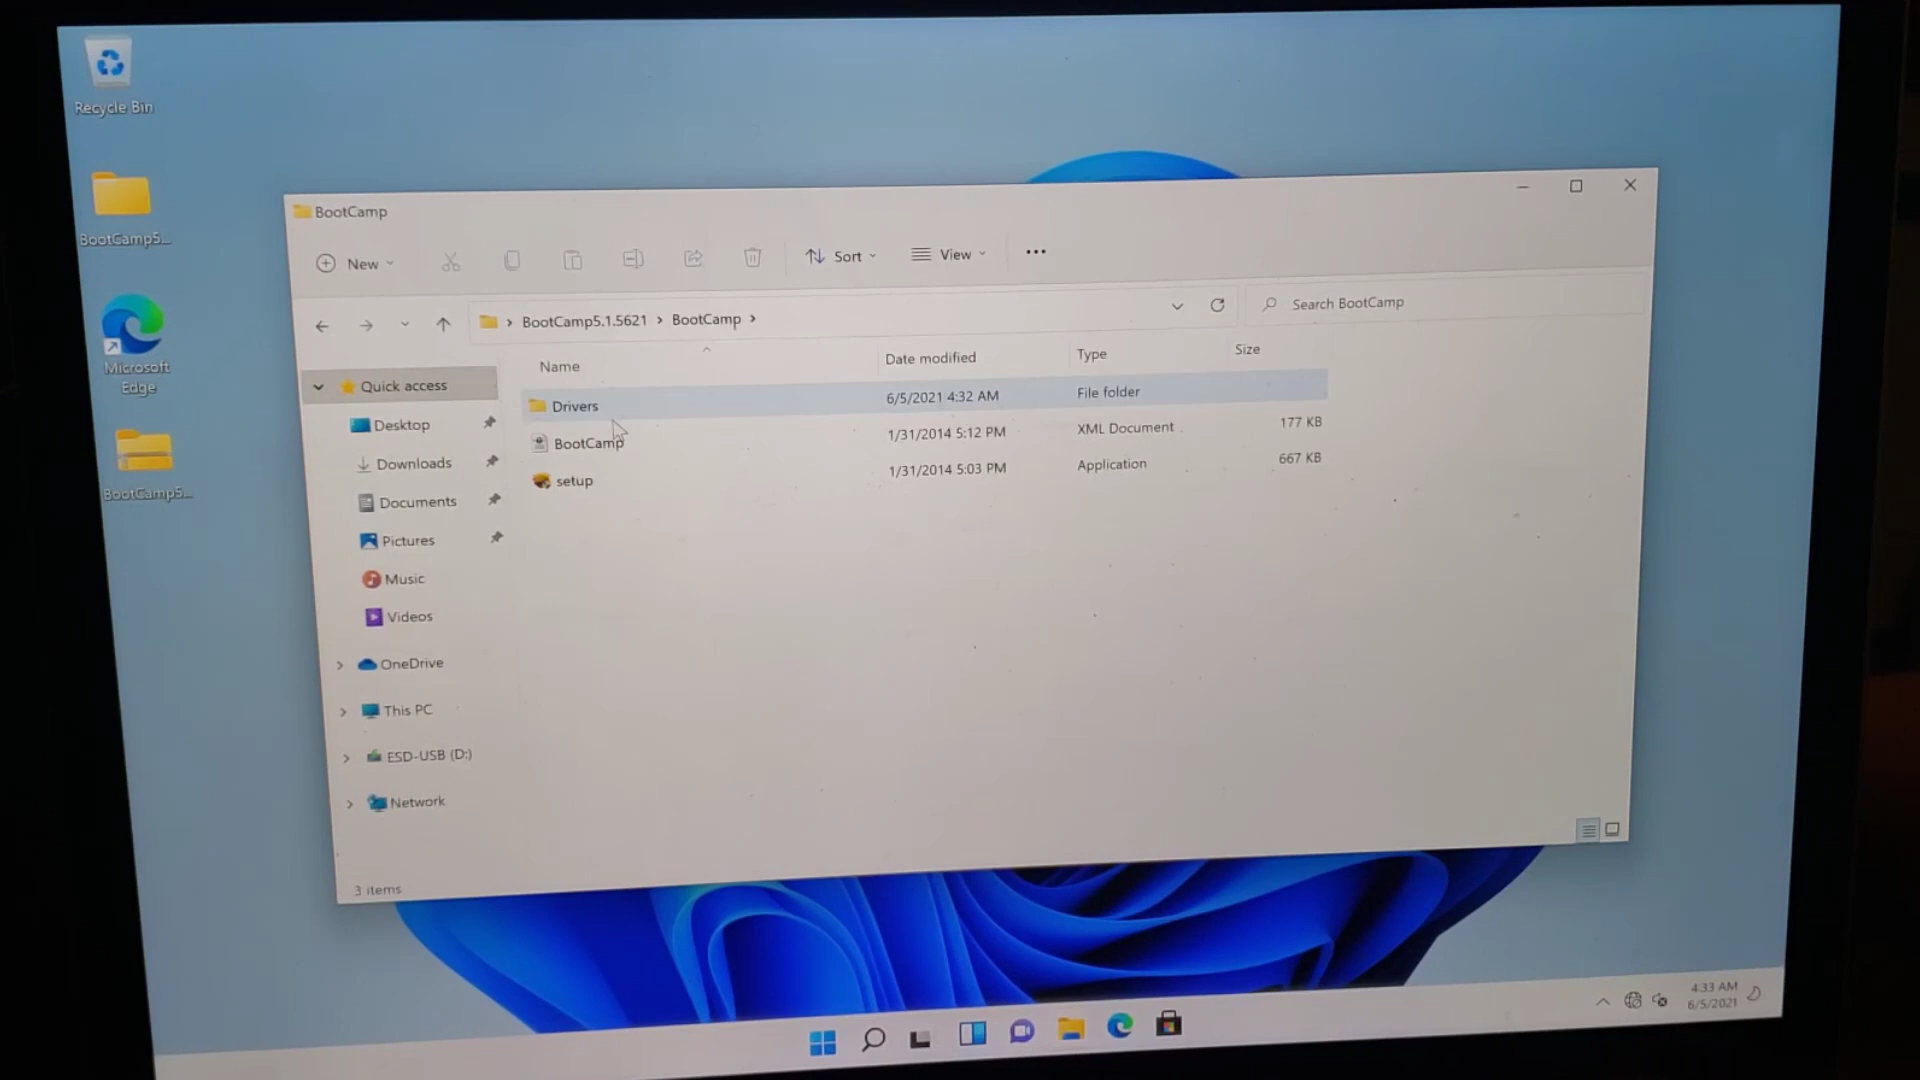 Recycle Bin
BootCamp5...
Microsoft
Edge
BootCamp5...
BootCamp
New
Sort
View
BootCamp5.1.5621
BootCamp
Search BootCamp
Name
Date modified
Type
Size
Quick access
Desktop
Downloads
Documents
Pictures
Music
Videos
OneDrive
This PC
ESD-USB (D:)
Network
Drivers
6/5/2021 4:32 AM
File folder
BootCamp
1/31/2014 5:12 PM
XML Document
177 KB
setup
1/31/2014 5:03 PM
Application
667 KB
3 items
4:33 AM
6/5/2021